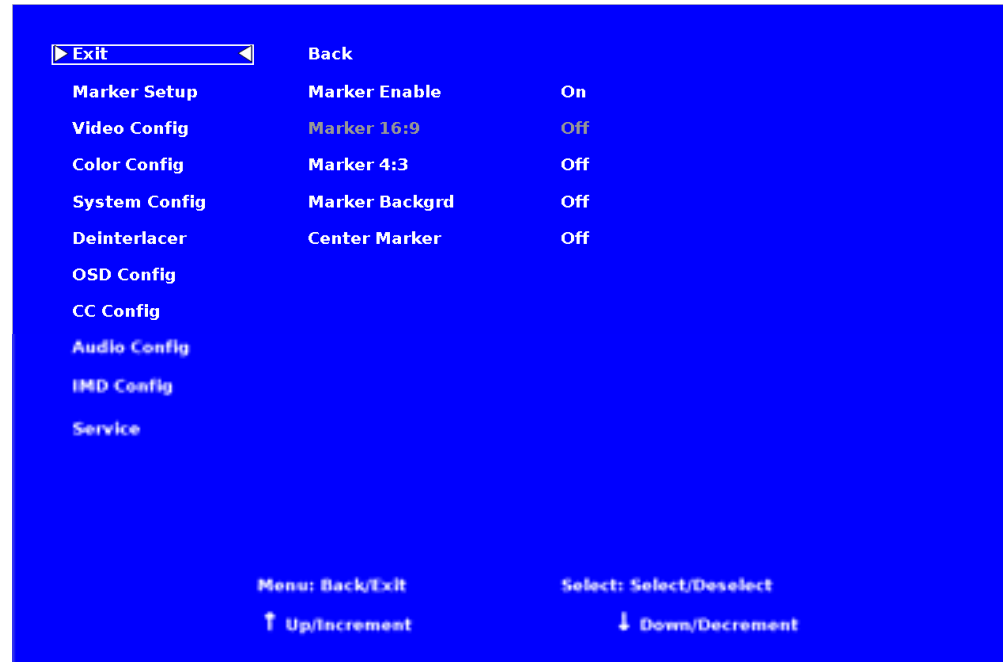 Exit Back
Marker Setup Marker Enable On
Video Config Marker 16:9 Off
Color Config Marker 4:3 Off
System Config Marker Backgrd Off
Deinterlacer Center Marker Off
OSD Config
CC Config
Audio Config
IMD Config
Service
Menu: Back/Exit Select: Select/Deselect
↑ Up/Increment ↓ Down/Decrement